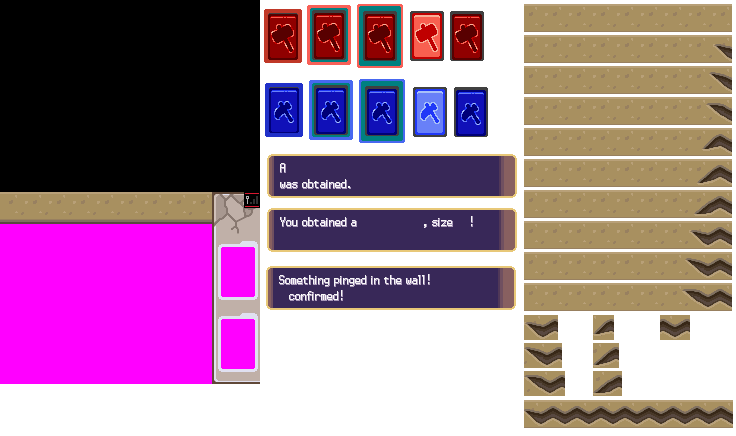 A
was obtained.
You obtained a , size !
Something pinged in the wall!
confirmed!